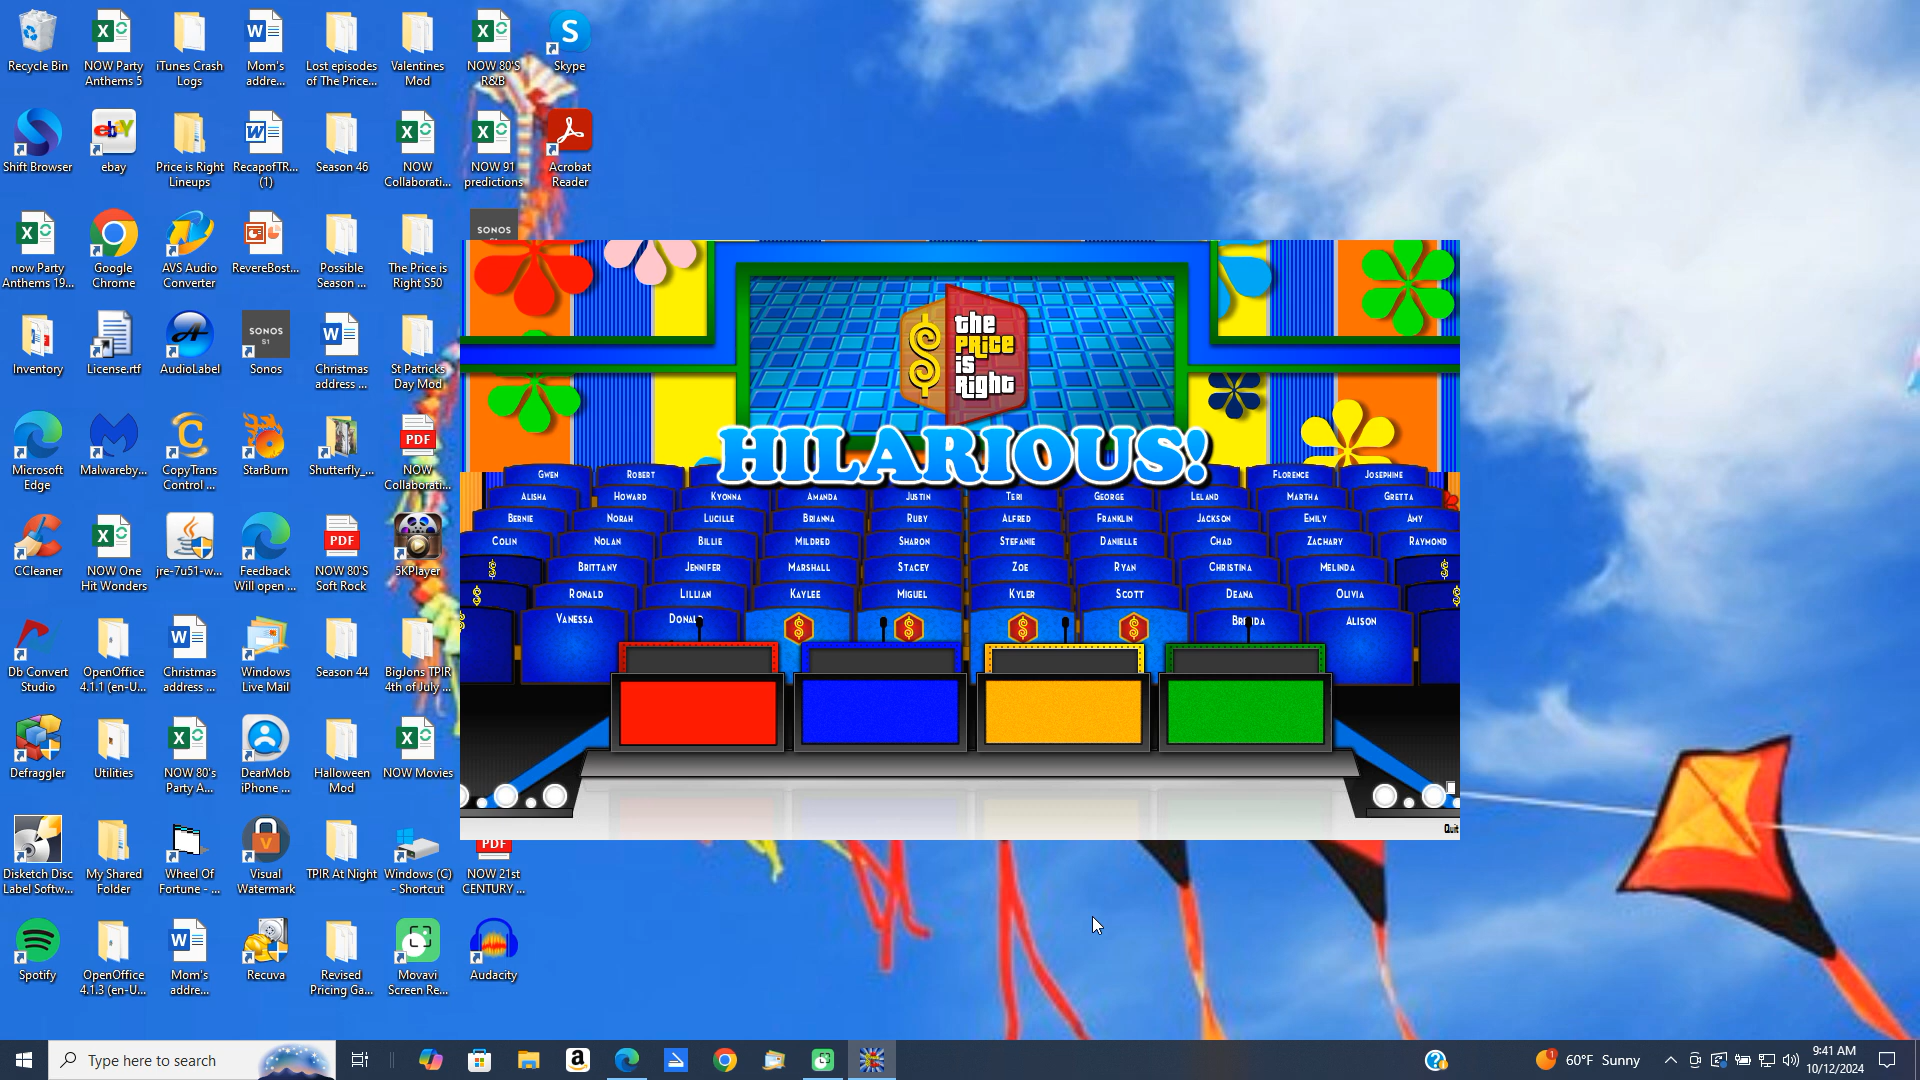 Recycle Bin
NOW Party
Anthems 5
iTunes Crash
Logs
Mom's
addre...
Lost episodes
of The Price...
Valentines
Mod
NOW 80'S
R&B
Skype
Shift Browser
ebay
Price is Right
Lineups
RecapofTR...
(1)
Season 46
NOW
Collaborati...
NOW 91
predictions
Acrobat
Reader
SONOS
now Party
Anthems 19...
Google
Chrome
AVS Audio
Converter
RevereBost...
Possible
Season ...
The Price is
Right S50
Inventory
License.rtf
AudioLabel
SONOS
S1
Sonos
Christmas
address ...
St Patricks
Day Mod
Microsoft
Edge
Malwareby...
CopyTrans
Control ...
StarBurn
Shutterfly_...
PDF
NOW
Collaborati...
CCleaner
NOW One
Hit Wonders
jre-7u51-w...
Feedback
Will open ...
PDF
NOW 80'S
Soft Rock
5KPlayer
Db Convert
Studio
OpenOffice
4.1.1 (en-U...
Christmas
address ...
Windows
Live Mail
Season 44
BigJons TPIR
4th of July ...
Defraggler
Utilities
NOW 80's
Party A...
DearMob
iPhone ...
Halloween
Mod
NOW Movies
Disketch Disc
Label Softw...
My Shared
Folder
Wheel Of
Fortune - ...
Visual
Watermark
TPIR At Night
Windows (C)
- Shortcut
PDF
NOW 21st
CENTURY ...
Spotify
OpenOffice
4.1.3 (en-U...
Mom's
addre...
Recuva
Revised
Pricing Ga...
Movavi
Screen Re...
Audacity
the
PRICE
is
Right
HILARIOUS!
GWEN ROBERT FLORENCE JOSEPHINE
ALISHA HOWARD KYONNA AMANDA JUSTIN TERI GEORGE LELAND MARTHA GRETTA
BERNIE NORAH LUCILLE BRIANNA RUBY ALFRED FRANKLIN JACKSON EMILY AMY
COLIN NOLAN BILLIE MILDRED SHARON STEFANIE DANIELLE CHAD ZACHARY RAYMOND
BRITTANY JENNIFER MARSHALL STACEY ZOE RYAN CHRISTINA MELINDA
RONALD LILLIAN KAYLEE MIGUEL KYLER SCOTT DEANA OLIVIA
VANESSA DONALD BRENDA ALISON
Quit
Type here to search
60°F Sunny
9:41 AM
10/12/2024